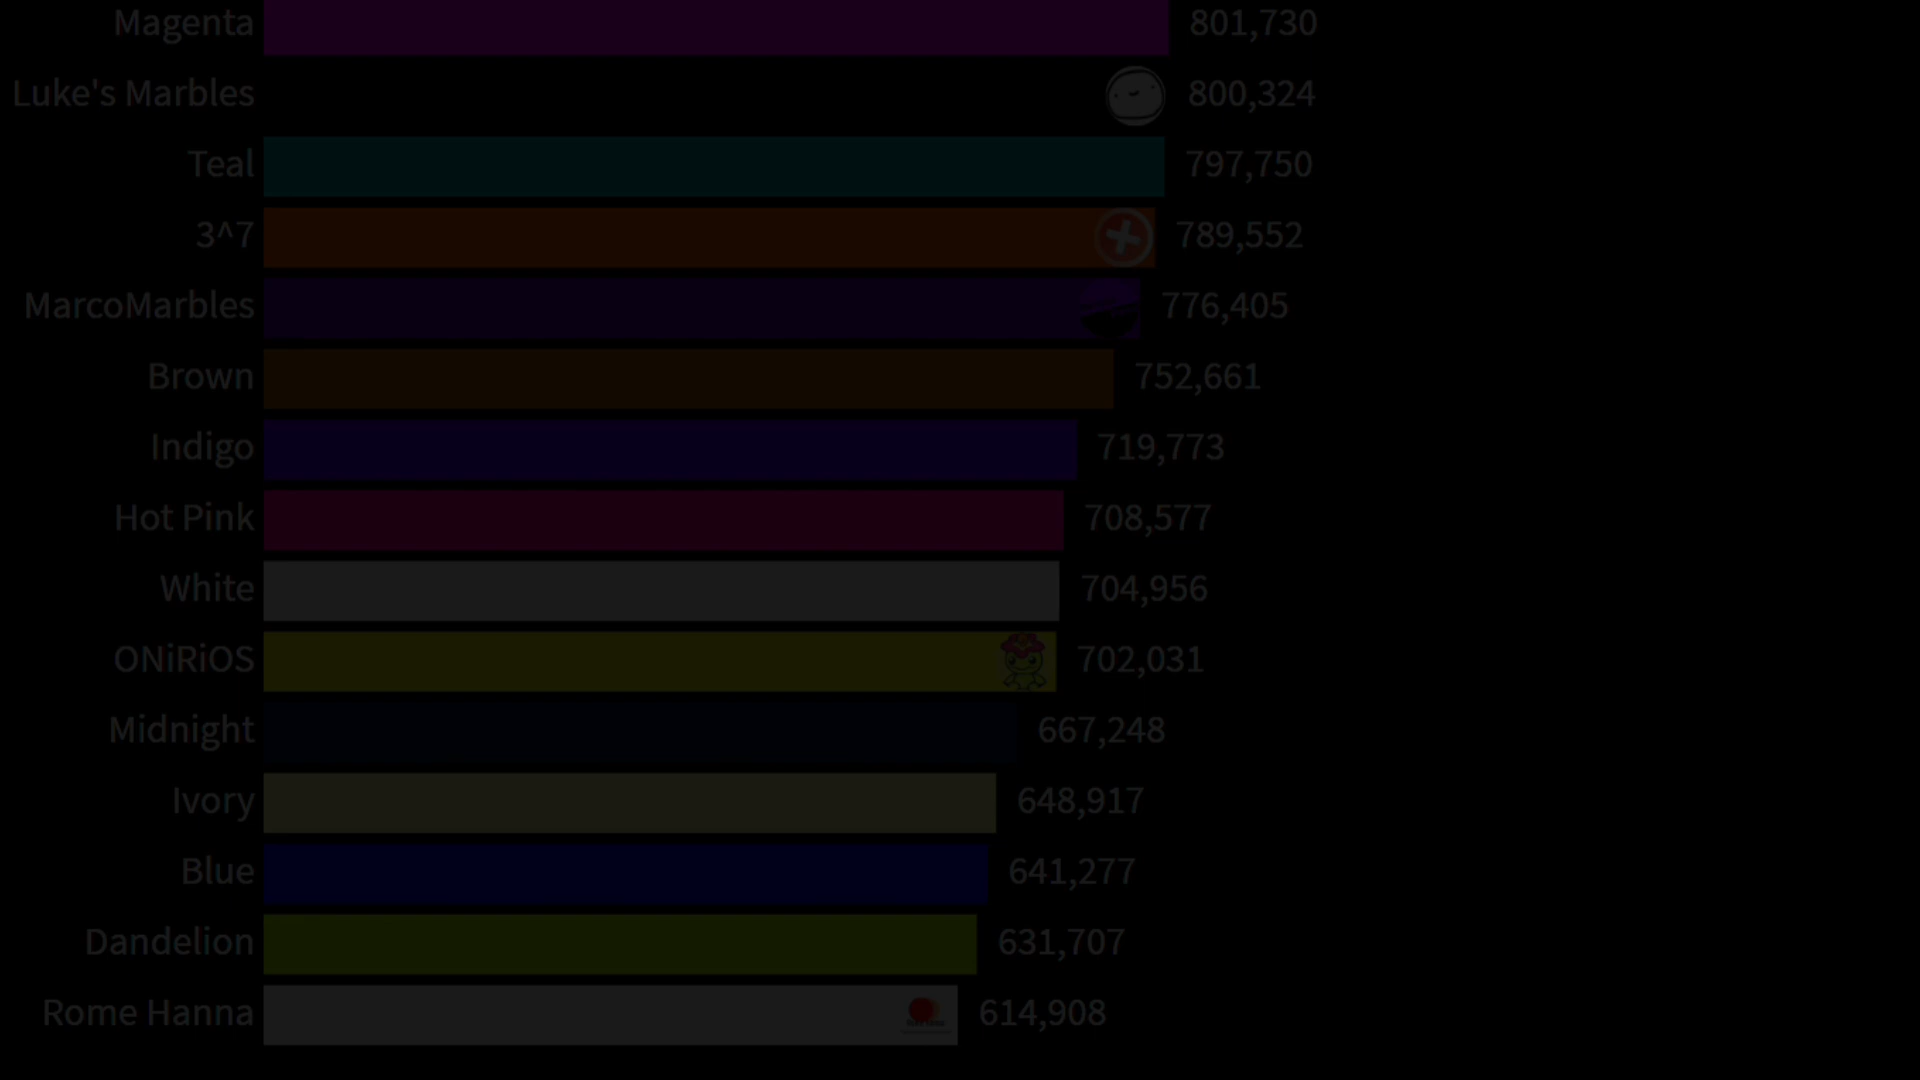 Magenta 801,730
Luke's Marbles 800,324
Teal 797,750
3^7 789,552
MarcoMarbles 776,405
Brown 752,661
Indigo 719,773
Hot Pink 708,577
White 704,956
ONiRiOS 702,031
Midnight 667,248
Ivory 648,917
Blue 641,277
Dandelion 631,707
Rome Hanna 614,908